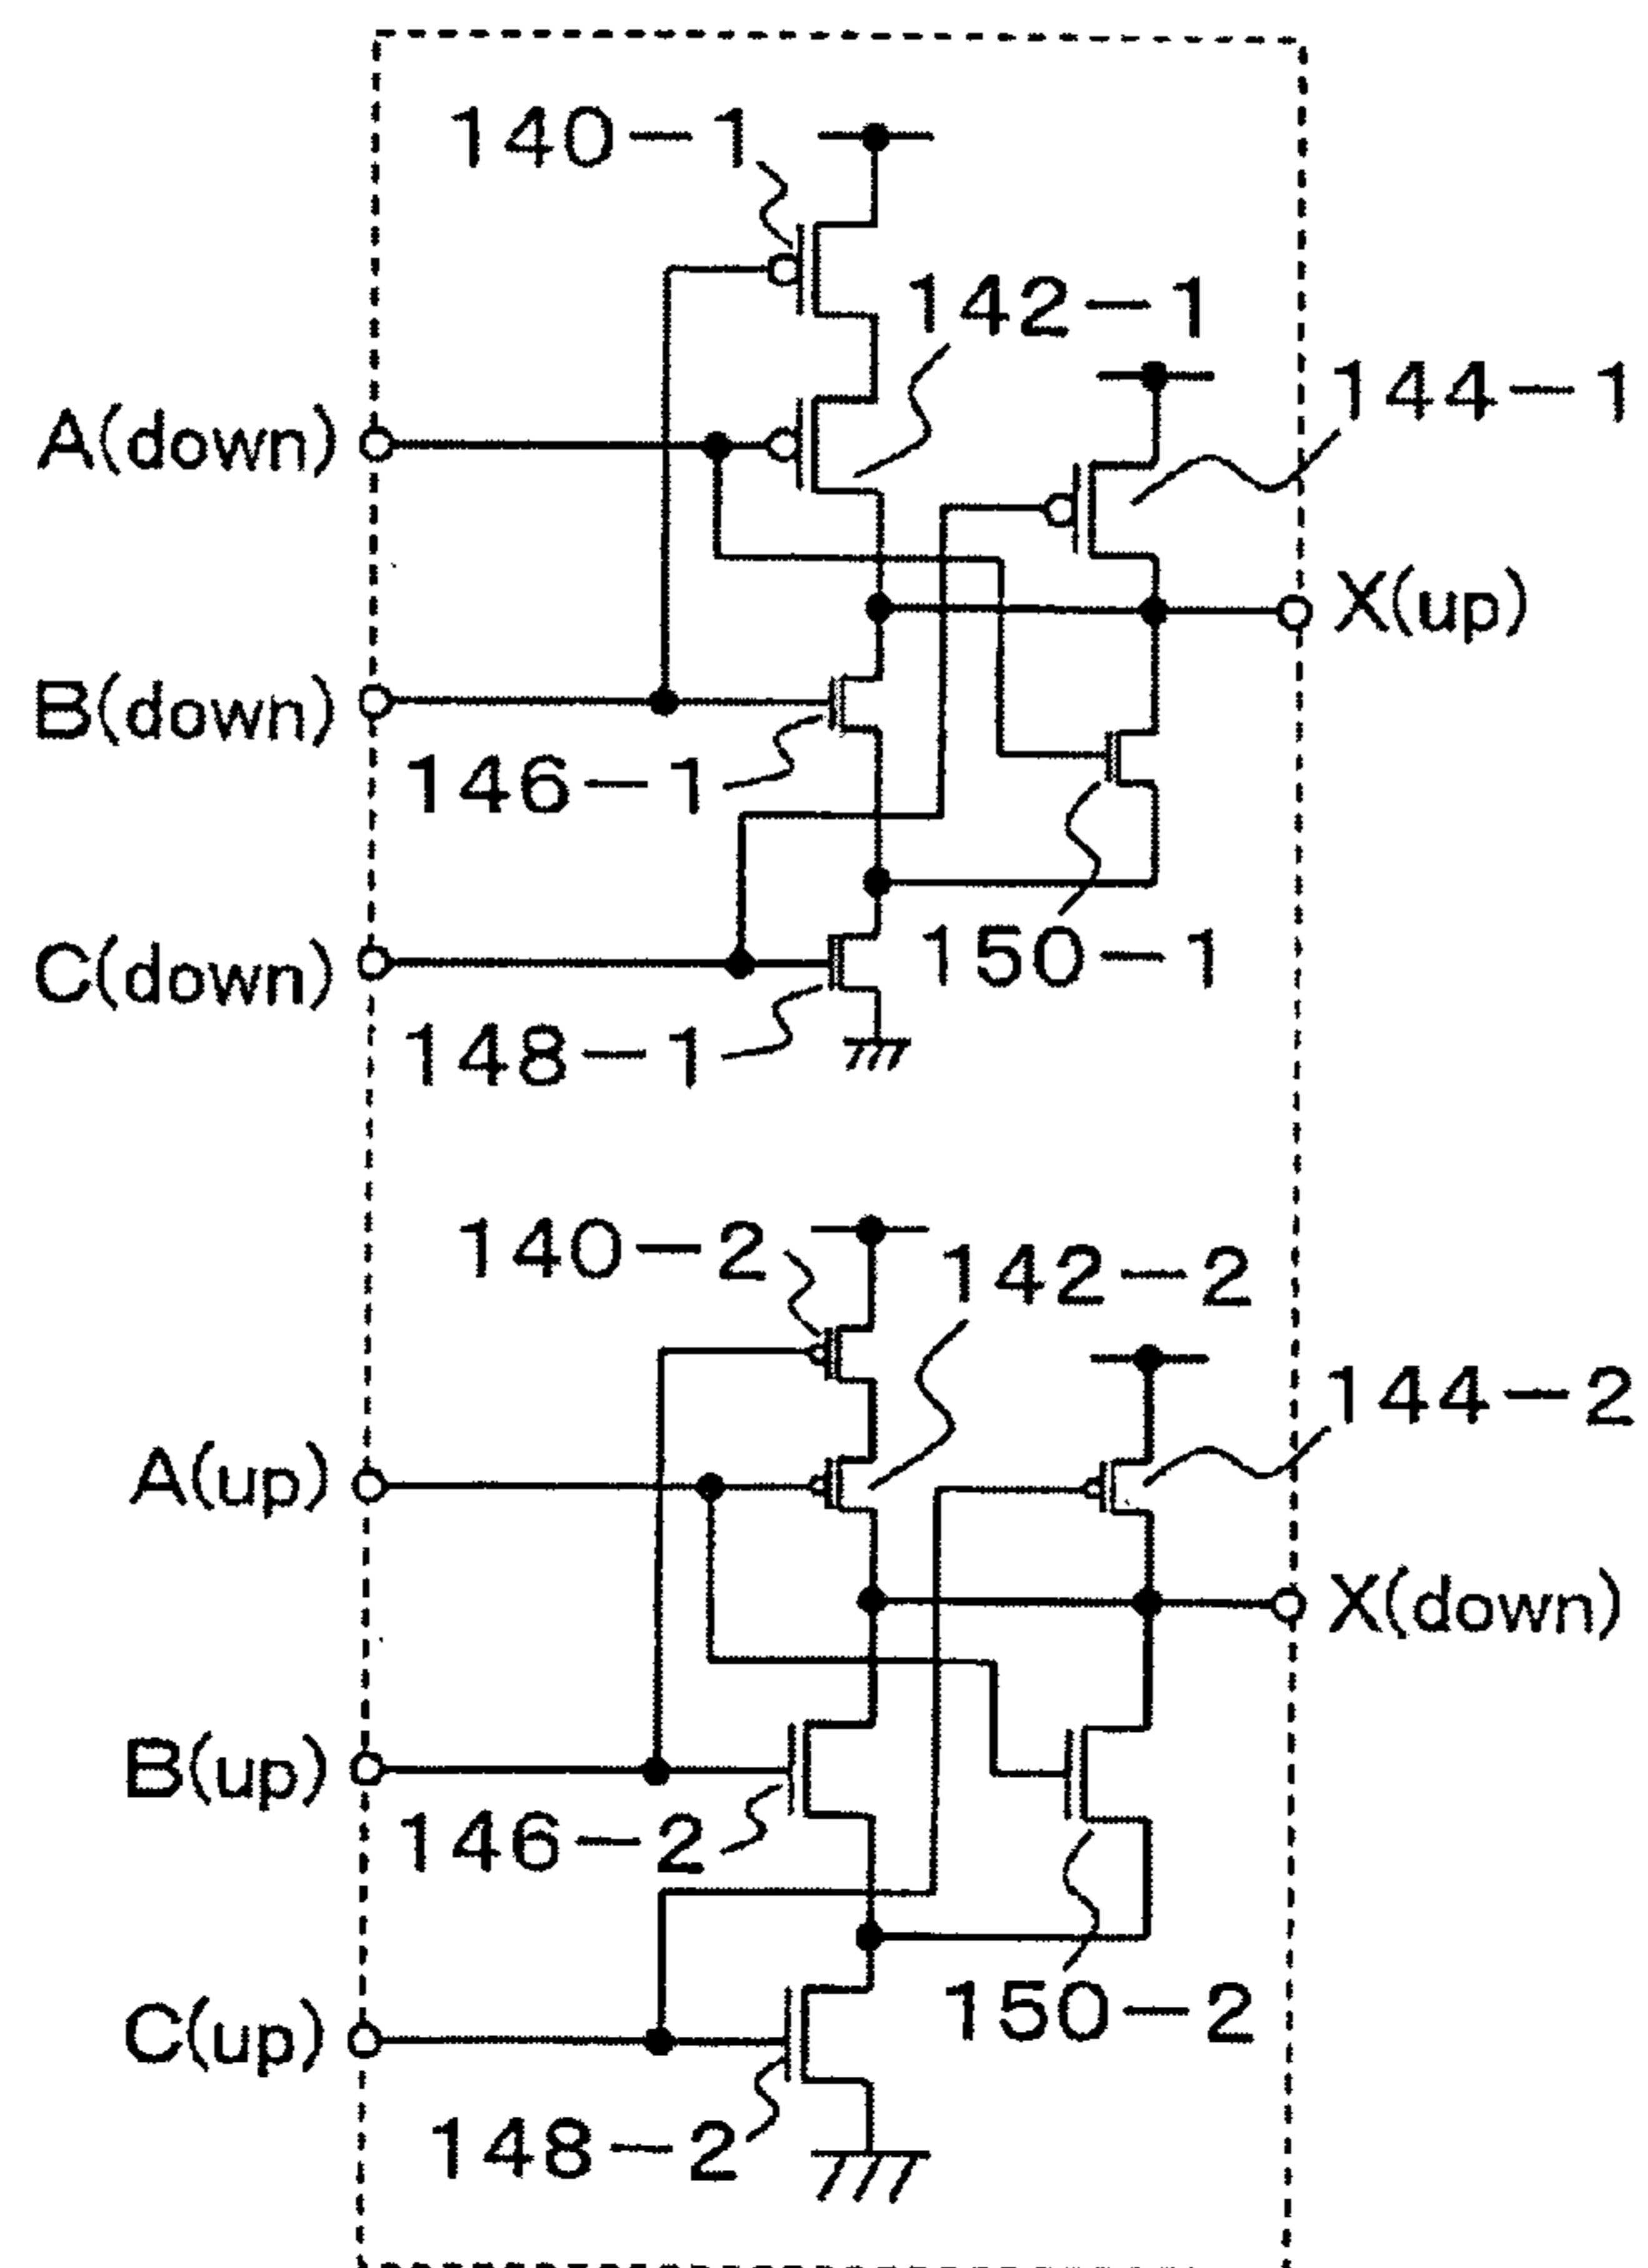 140-1
142-1
144-1
A(down)
X(up)
B(down)
146-1
150-1
C(down)
148-1
140-2
142-2
144-2
A(up)
X(down)
B(up)
146-2
150-2
C(up)
148-2